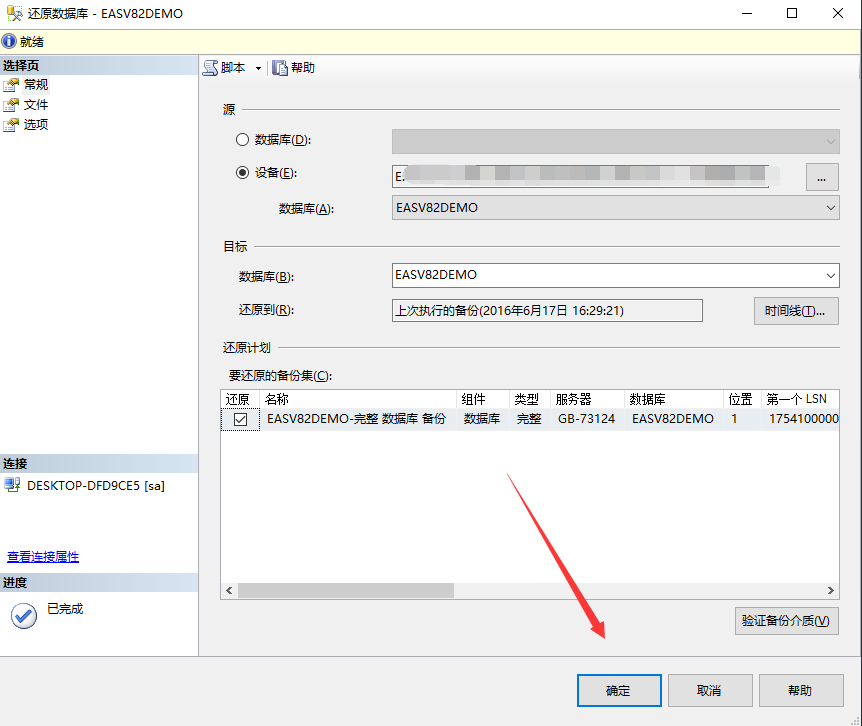 还原数据库 - EASV82DEMO
就绪
选择页
常规
文件
选项
脚本
帮助
源
数据库(D):
设备(E):
E:
...
数据库(A):
EASV82DEMO
目标
数据库(B):
EASV82DEMO
还原到(R):
上次执行的备份(2016年6月17日 16:29:21)
时间线(T)...
还原计划
要还原的备份集(C):
还原 名称 组件 类型 服务器 数据库 位置 第一个 LSN
EASV82DEMO-完整 数据库 备份 数据库 完整 GB-73124 EASV82DEMO 1 1754100000
连接
DESKTOP-DFD9CE5 [sa]
查看连接属性
进度
已完成
验证备份介质(V)
确定
取消
帮助